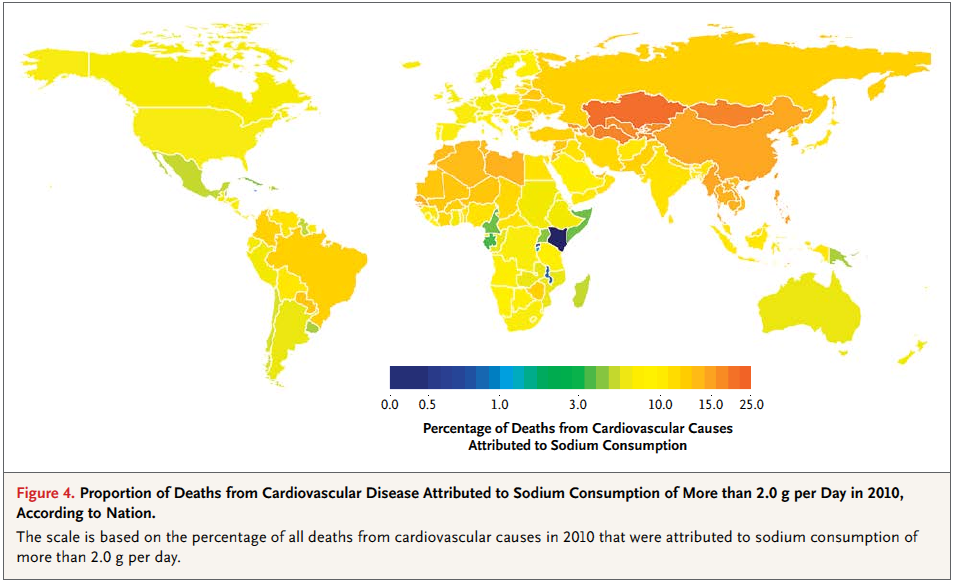 0.0 0.5 1.0 3.0 10.0 15.0 25.0
Percentage of Deaths from Cardiovascular Causes
Attributed to Sodium Consumption
Figure 4. Proportion of Deaths from Cardiovascular Disease Attributed to Sodium Consumption of More than 2.0 g per Day in 2010,
According to Nation.
The scale is based on the percentage of all deaths from cardiovascular causes in 2010 that were attributed to sodium consumption of
more than 2.0 g per day.